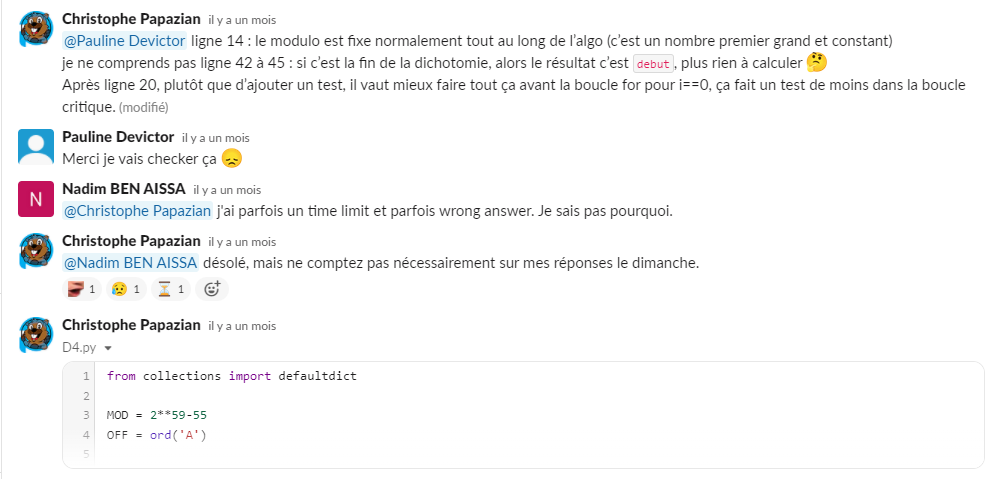 Christophe Papazian il y a un mois
@Pauline Devictor ligne 14 : le modulo est fixe normalement tout au long de l'algo (c'est un nombre premier grand et constant)
je ne comprends pas ligne 42 à 45 : si c'est la fin de la dichotomie, alors le résultat c'est debut, plus rien à calculer 🤔
Après ligne 20, plutôt que d'ajouter un test, il vaut mieux faire tout ça avant la boucle for pour i==0, ça fait un test de moins dans la boucle
critique. (modifié)
Pauline Devictor il y a un mois
Merci je vais checker ça 😞
Nadim BEN AISSA il y a un mois
N
@Christophe Papazian j'ai parfois un time limit et parfois wrong answer. Je sais pas pourquoi.
Christophe Papazian il y a un mois
@Nadim BEN AISSA désolé, mais ne comptez pas nécessairement sur mes réponses le dimanche.
1 😥 1 ⏳ 1
Christophe Papazian il y a un mois
D4.py
1 from collections import defaultdict
2
3 MOD = 2**59-55
4 OFF = ord('A')
5